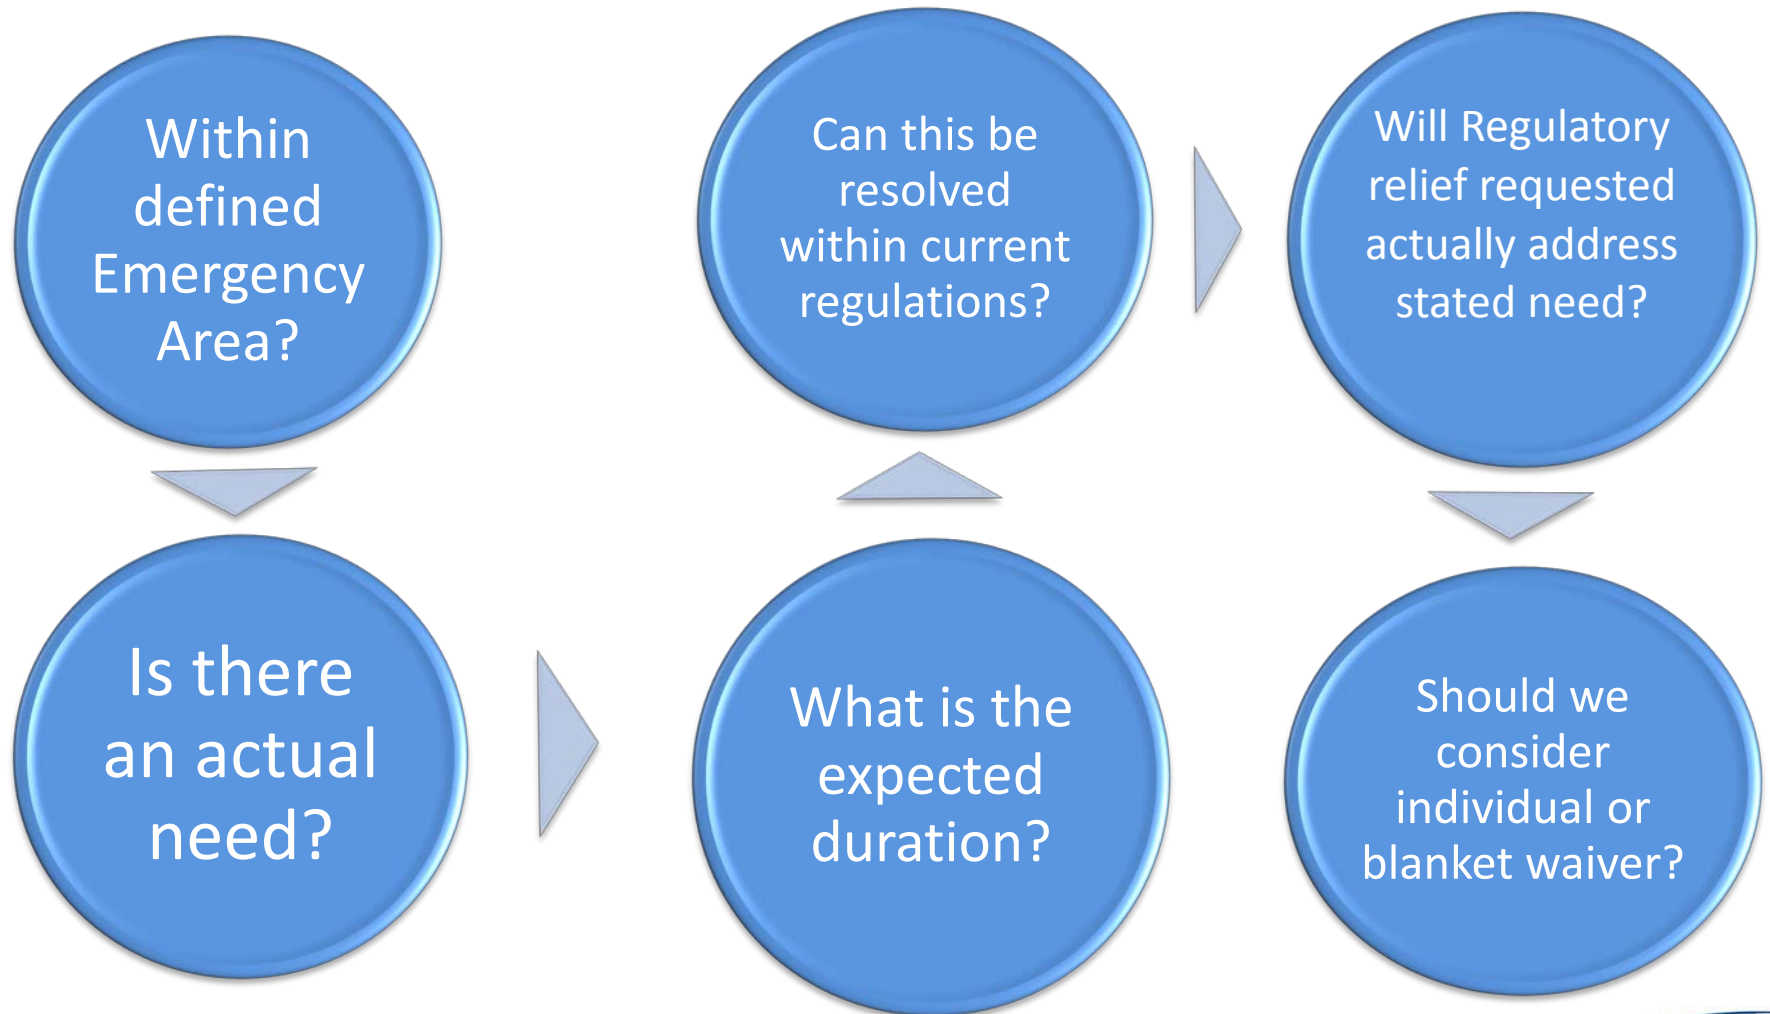 Within
defined
Emergency
Area?
Is there
an actual
need?
What is the
expected
duration?
Can this be
resolved
within current
regulations?
Will Regulatory
relief requested
actually address
stated need?
Should we
consider
individual or
blanket waiver?